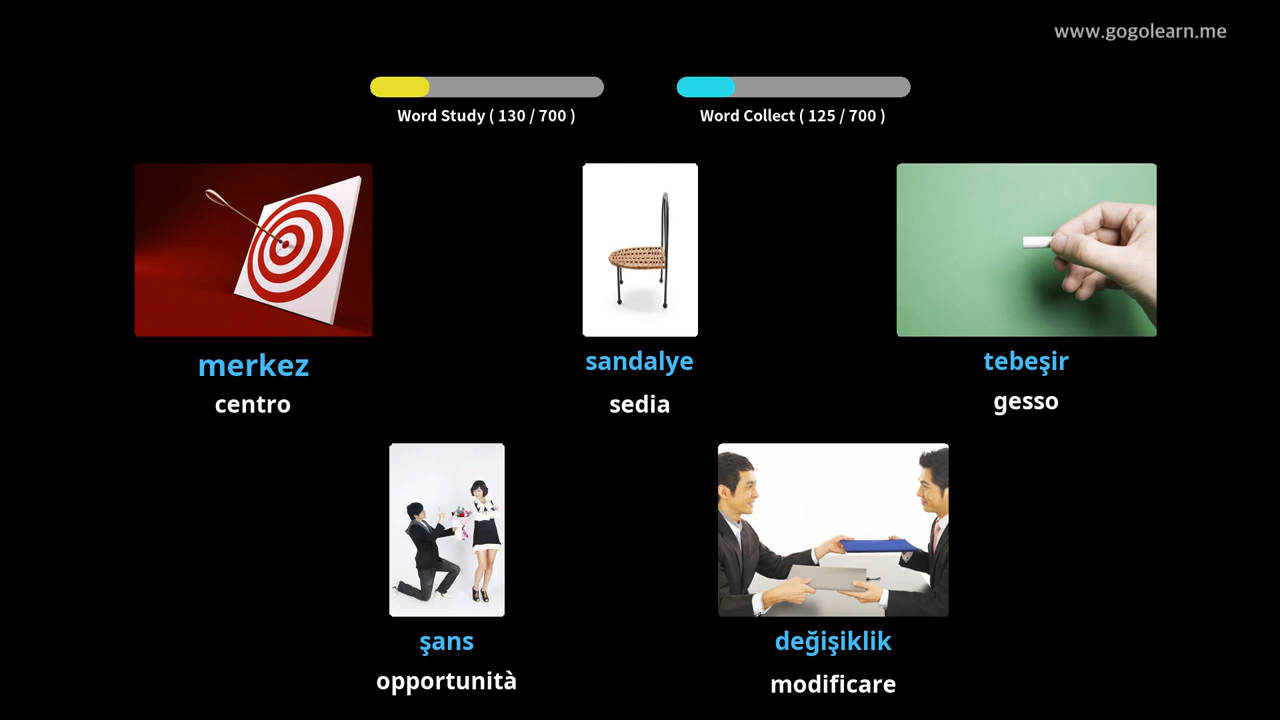 www.gogolearn.me
Word Study ( 130 / 700 )
Word Collect ( 125 / 700 )
merkez
centro
sandalye
sedia
tebeşir
gesso
şans
opportunità
değişiklik
modificare